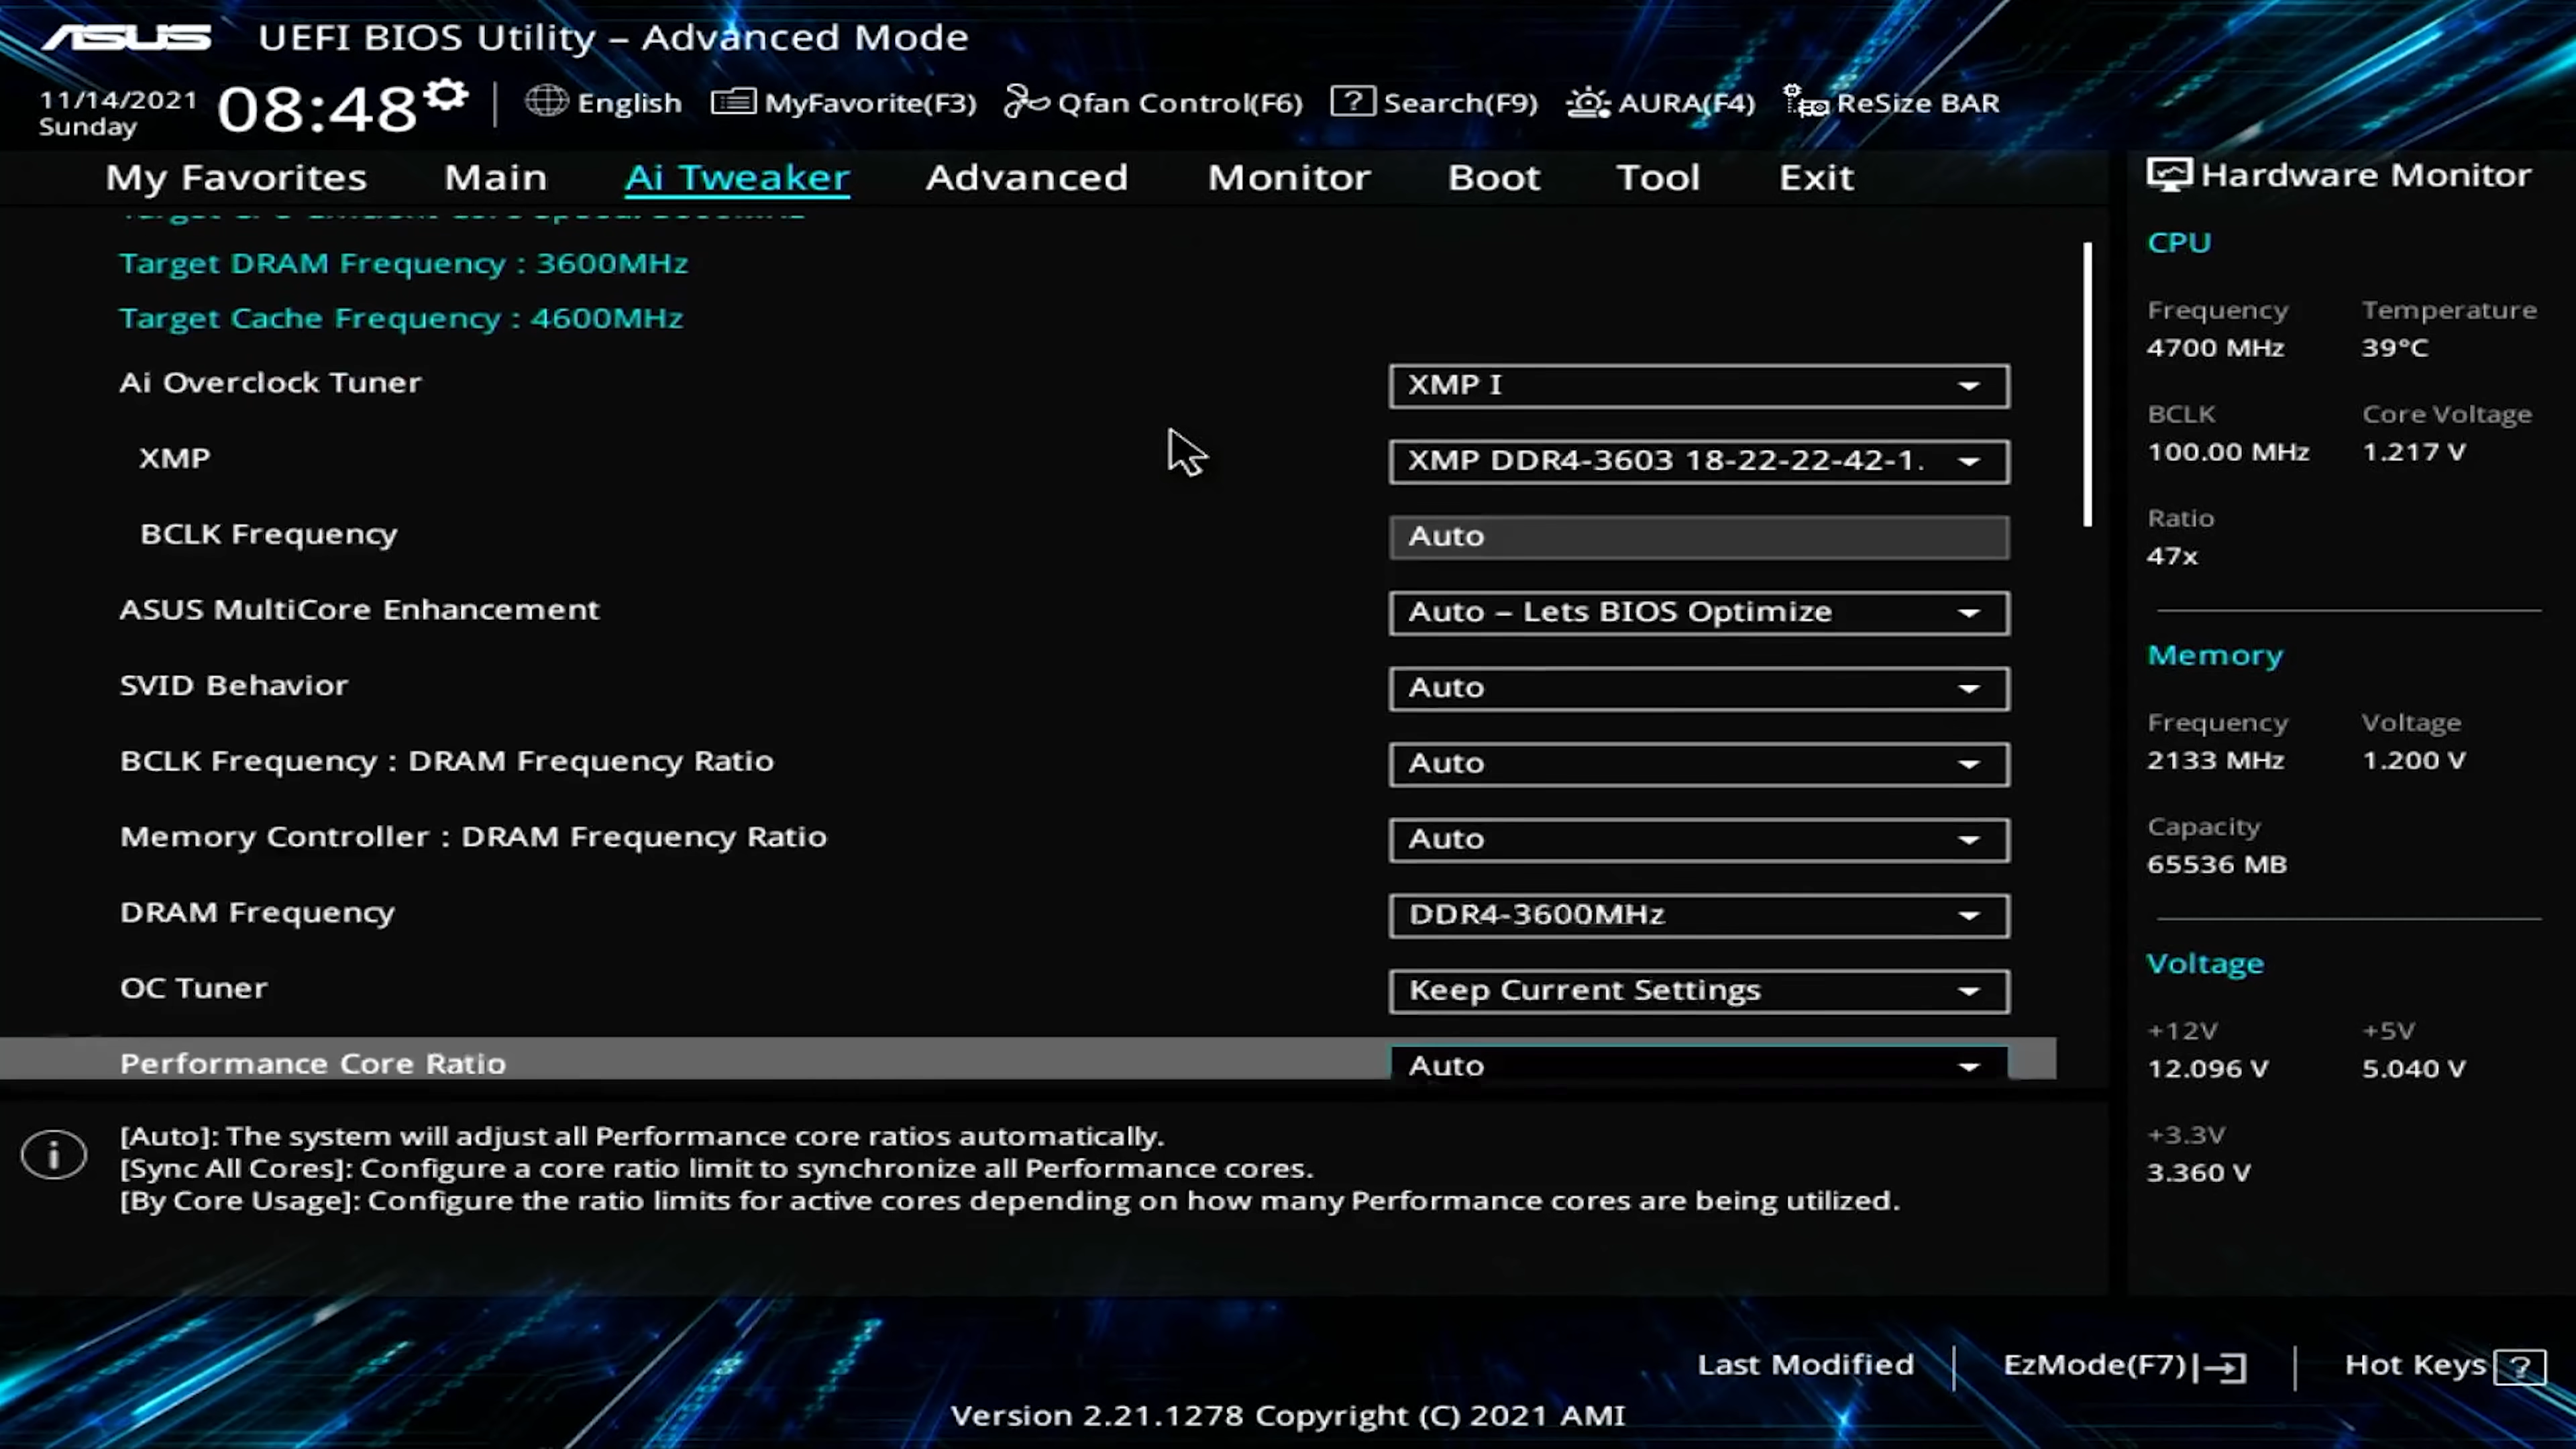 ASUS UEFI BIOS Utility – Advanced Mode
11/14/2021
Sunday
08:48
English
MyFavorite(F3)
Qfan Control(F6)
? Search(F9)
AURA(F4)
ReSize BAR
My Favorites
Main
Ai Tweaker
Advanced
Monitor
Boot
Tool
Exit
Target DRAM Frequency : 3600MHz
Target Cache Frequency : 4600MHz
Ai Overclock Tuner XMP I
XMP XMP DDR4-3603 18-22-22-42-1.
BCLK Frequency Auto
ASUS MultiCore Enhancement Auto – Lets BIOS Optimize
SVID Behavior Auto
BCLK Frequency : DRAM Frequency Ratio Auto
Memory Controller : DRAM Frequency Ratio Auto
DRAM Frequency DDR4-3600MHz
OC Tuner Keep Current Settings
Performance Core Ratio Auto
[Auto]: The system will adjust all Performance core ratios automatically.
[Sync All Cores]: Configure a core ratio limit to synchronize all Performance cores.
[By Core Usage]: Configure the ratio limits for active cores depending on how many Performance cores are being utilized.
Hardware Monitor
CPU
Frequency Temperature
4700 MHz 39°C
BCLK Core Voltage
100.00 MHz 1.217 V
Ratio
47x
Memory
Frequency Voltage
2133 MHz 1.200 V
Capacity
65536 MB
Voltage
+12V +5V
12.096 V 5.040 V
+3.3V
3.360 V
Last Modified
EzMode(F7)
Hot Keys ?
Version 2.21.1278 Copyright (C) 2021 AMI